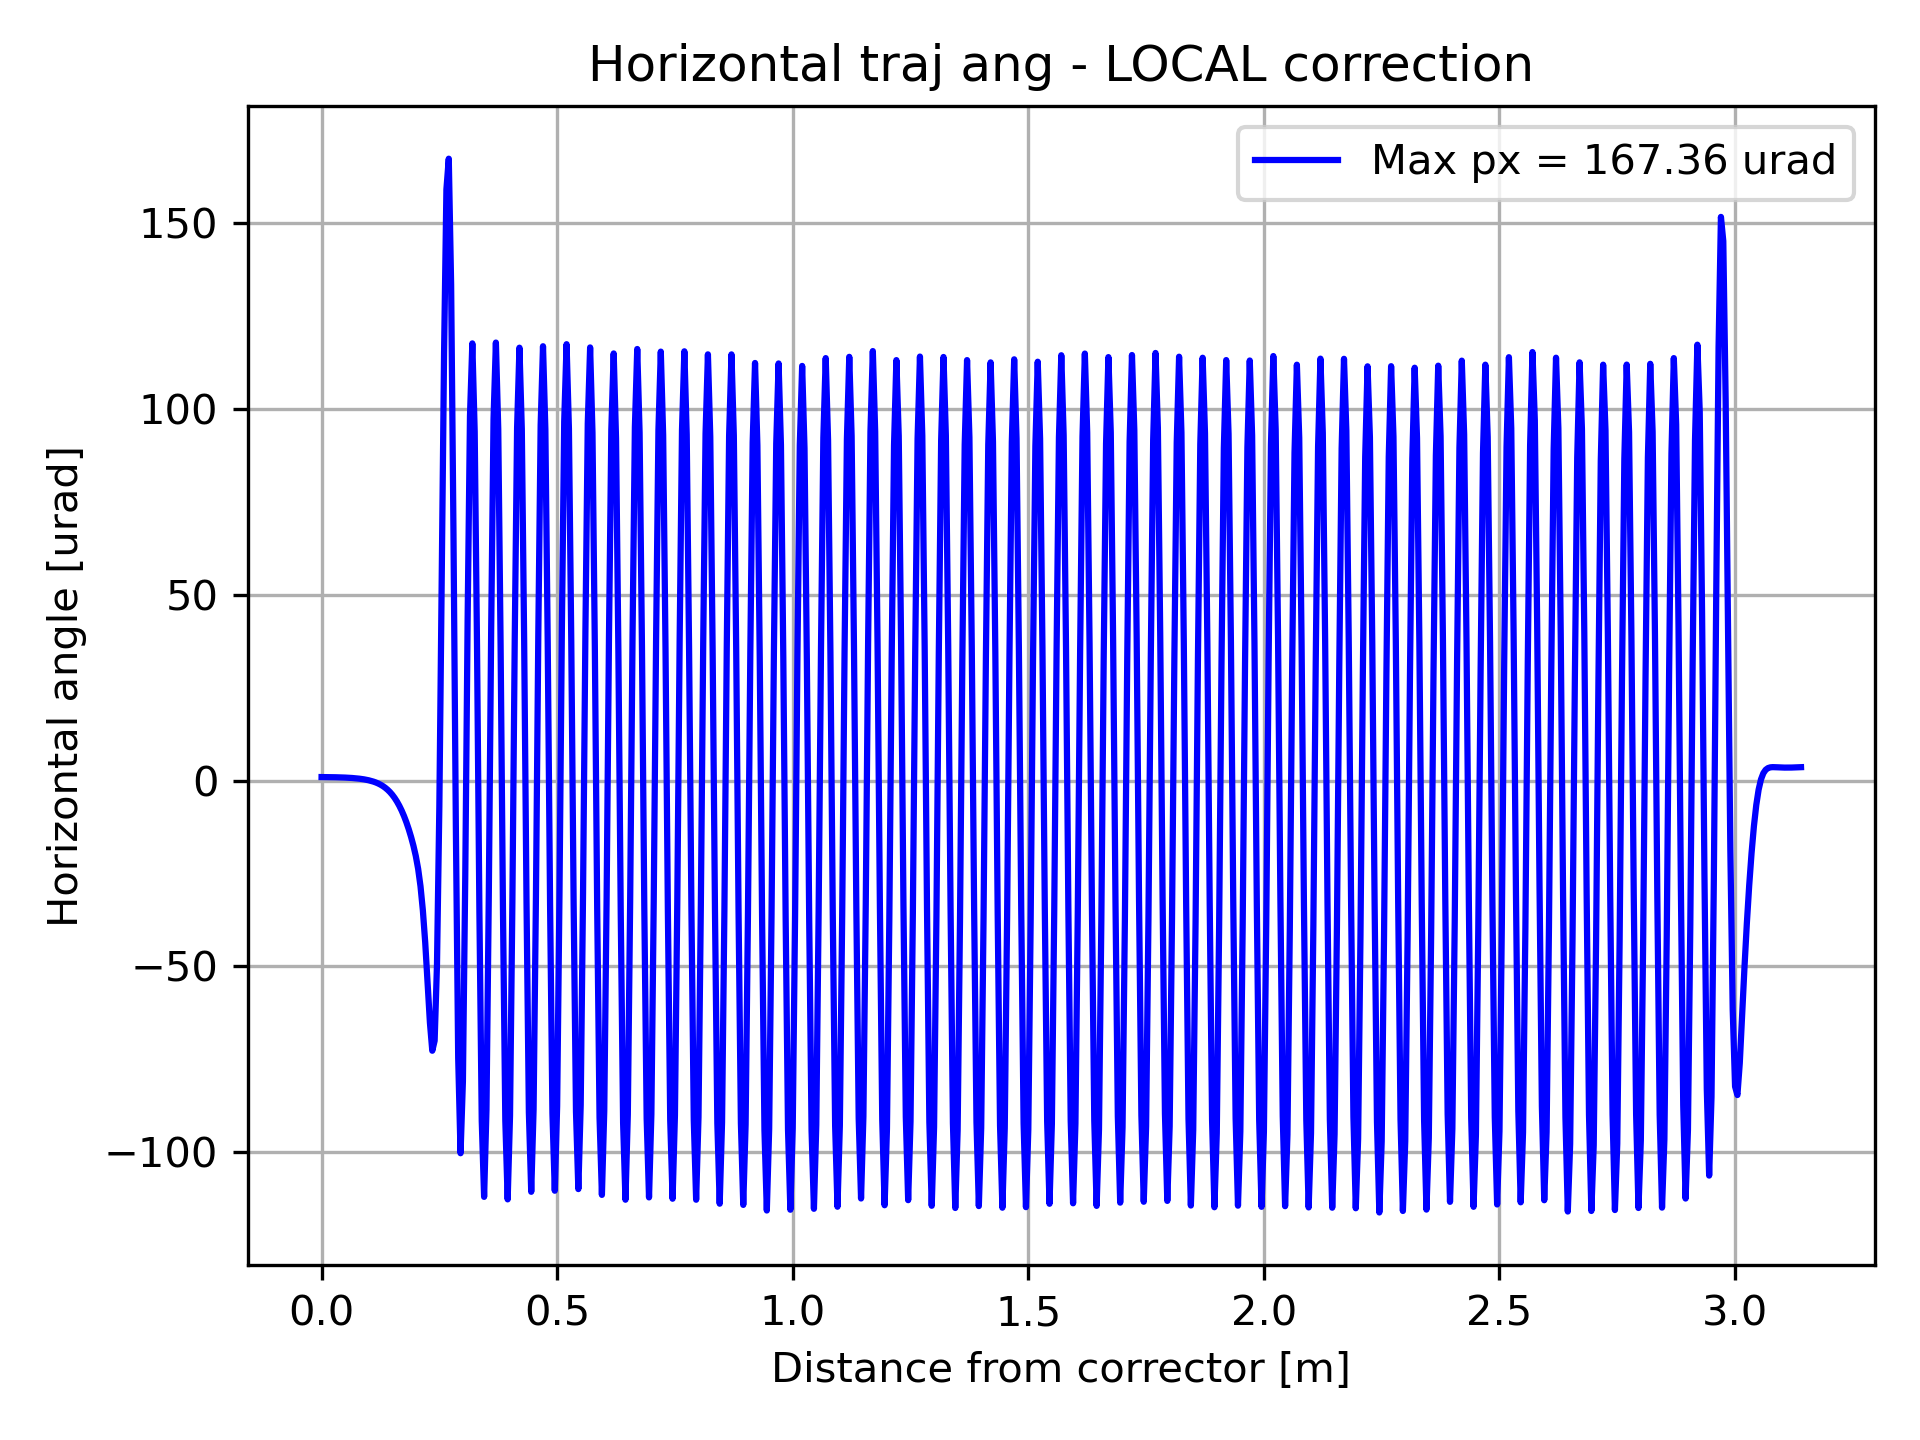 Horizontal traj ang - LOCAL correction
Max px = 167.36 urad
Horizontal angle [urad]
150
100
50
0
−50
−100
0.0 0.5 1.0 1.5 2.0 2.5 3.0
Distance from corrector [m]